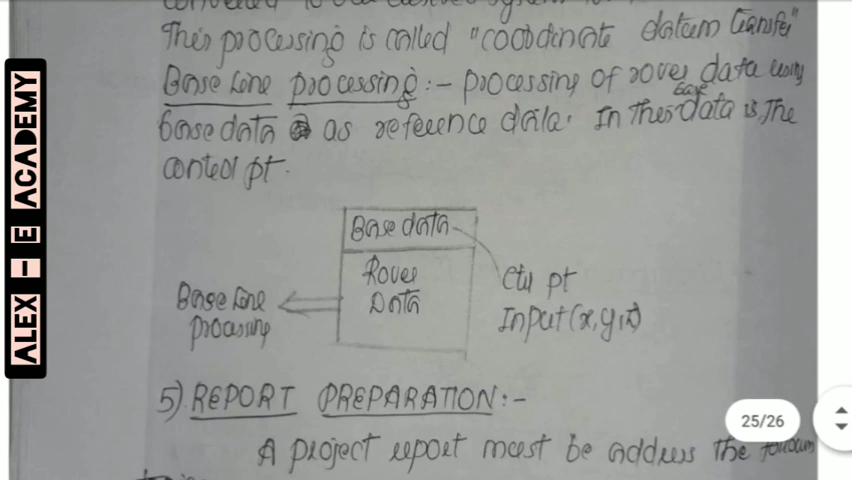 This processing is called "coordinate datum transfer"
Base Line processing :- processing of rover data using
base data as reference data. In this base data is The
control pt.
Base data
Rover
Data
Ctrl pt
Input (x,y,z)
Base line
processing
5) REPORT PREPARATION :-
A project report must be address the
ALEX - E ACADEMY
25/26